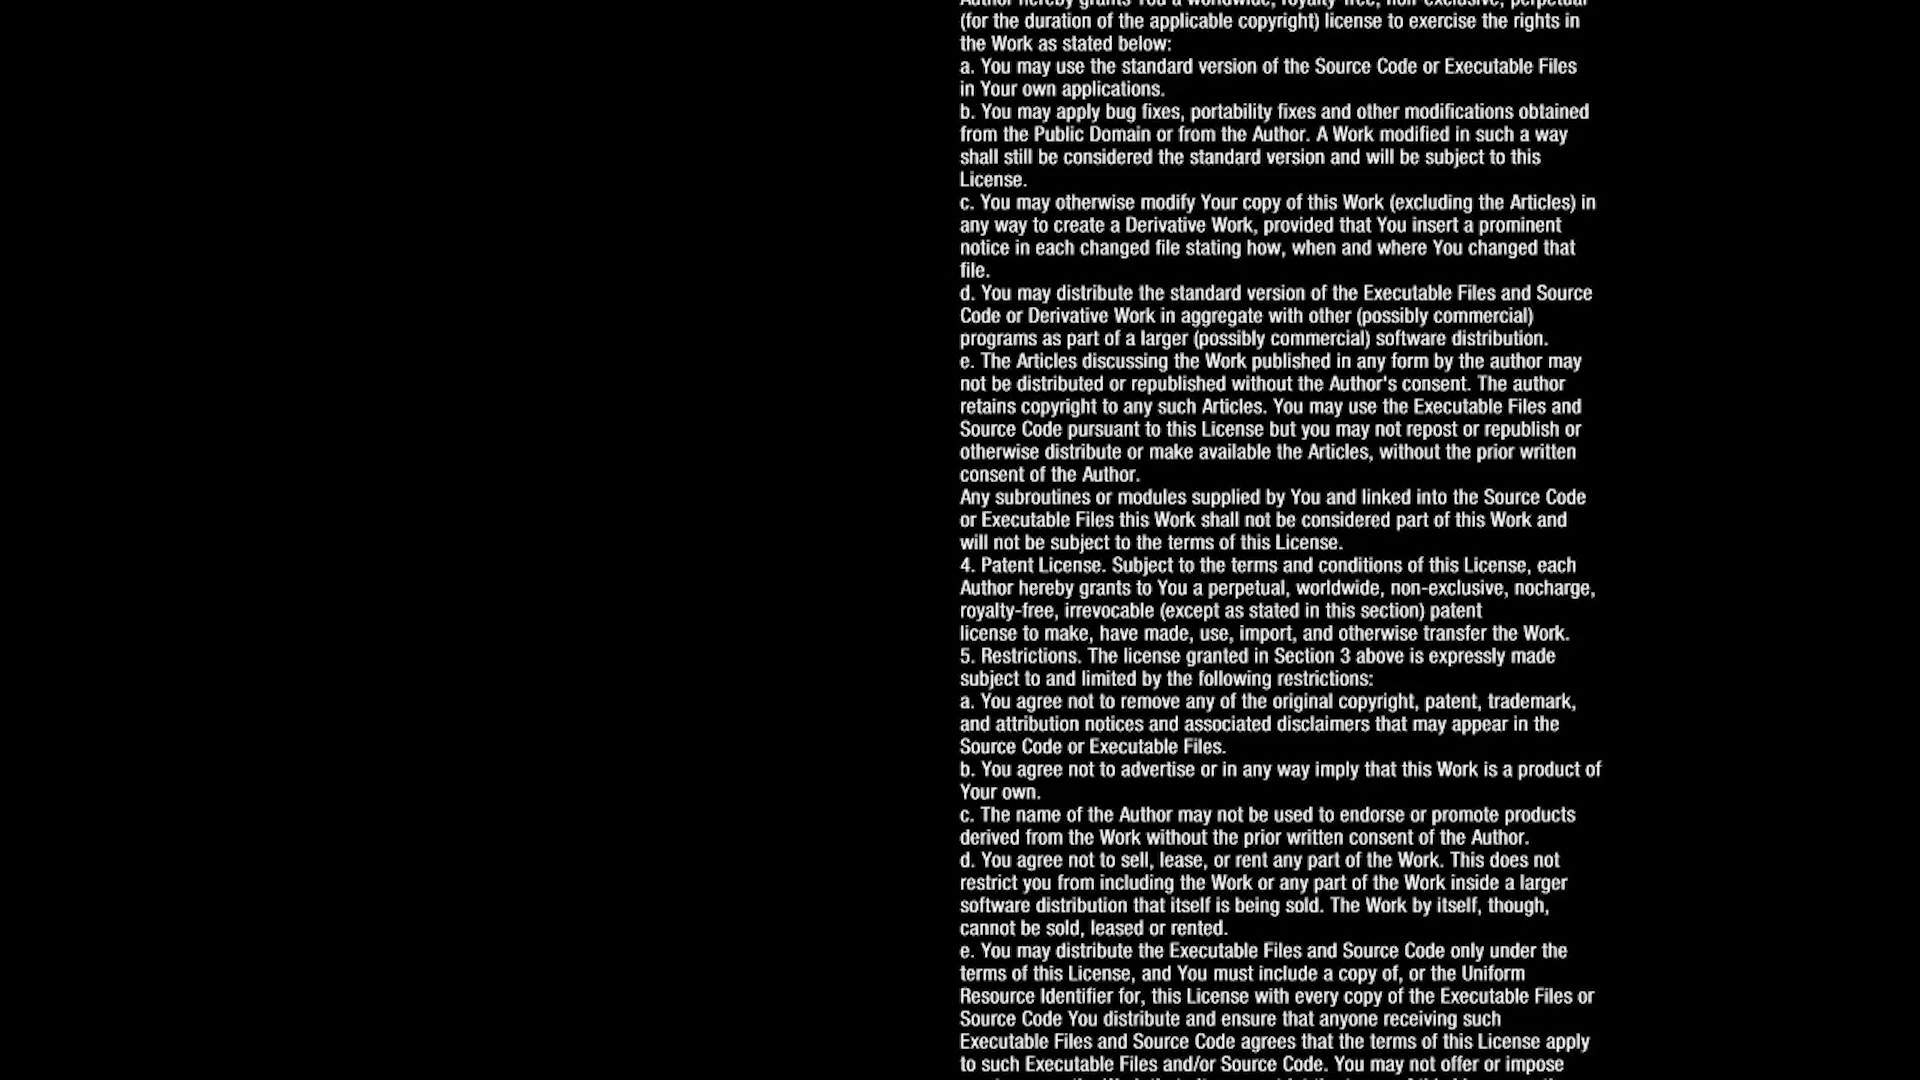 Author hereby grants You a worldwide, royalty-free, non-exclusive, perpetual
(for the duration of the applicable copyright) license to exercise the rights in
the Work as stated below:
a. You may use the standard version of the Source Code or Executable Files
in Your own applications.
b. You may apply bug fixes, portability fixes and other modifications obtained
from the Public Domain or from the Author. A Work modified in such a way
shall still be considered the standard version and will be subject to this
License.
c. You may otherwise modify Your copy of this Work (excluding the Articles) in
any way to create a Derivative Work, provided that You insert a prominent
notice in each changed file stating how, when and where You changed that
file.
d. You may distribute the standard version of the Executable Files and Source
Code or Derivative Work in aggregate with other (possibly commercial)
programs as part of a larger (possibly commercial) software distribution.
e. The Articles discussing the Work published in any form by the author may
not be distributed or republished without the Author's consent. The author
retains copyright to any such Articles. You may use the Executable Files and
Source Code pursuant to this License but you may not repost or republish or
otherwise distribute or make available the Articles, without the prior written
consent of the Author.
Any subroutines or modules supplied by You and linked into the Source Code
or Executable Files this Work shall not be considered part of this Work and
will not be subject to the terms of this License.
4. Patent License. Subject to the terms and conditions of this License, each
Author hereby grants to You a perpetual, worldwide, non-exclusive, nocharge,
royalty-free, irrevocable (except as stated in this section) patent
license to make, have made, use, import, and otherwise transfer the Work.
5. Restrictions. The license granted in Section 3 above is expressly made
subject to and limited by the following restrictions:
a. You agree not to remove any of the original copyright, patent, trademark,
and attribution notices and associated disclaimers that may appear in the
Source Code or Executable Files.
b. You agree not to advertise or in any way imply that this Work is a product of
Your own.
c. The name of the Author may not be used to endorse or promote products
derived from the Work without the prior written consent of the Author.
d. You agree not to sell, lease, or rent any part of the Work. This does not
restrict you from including the Work or any part of the Work inside a larger
software distribution that itself is being sold. The Work by itself, though,
cannot be sold, leased or rented.
e. You may distribute the Executable Files and Source Code only under the
terms of this License, and You must include a copy of, or the Uniform
Resource Identifier for, this License with every copy of the Executable Files or
Source Code You distribute and ensure that anyone receiving such
Executable Files and Source Code agrees that the terms of this License apply
to such Executable Files and/or Source Code. You may not offer or impose